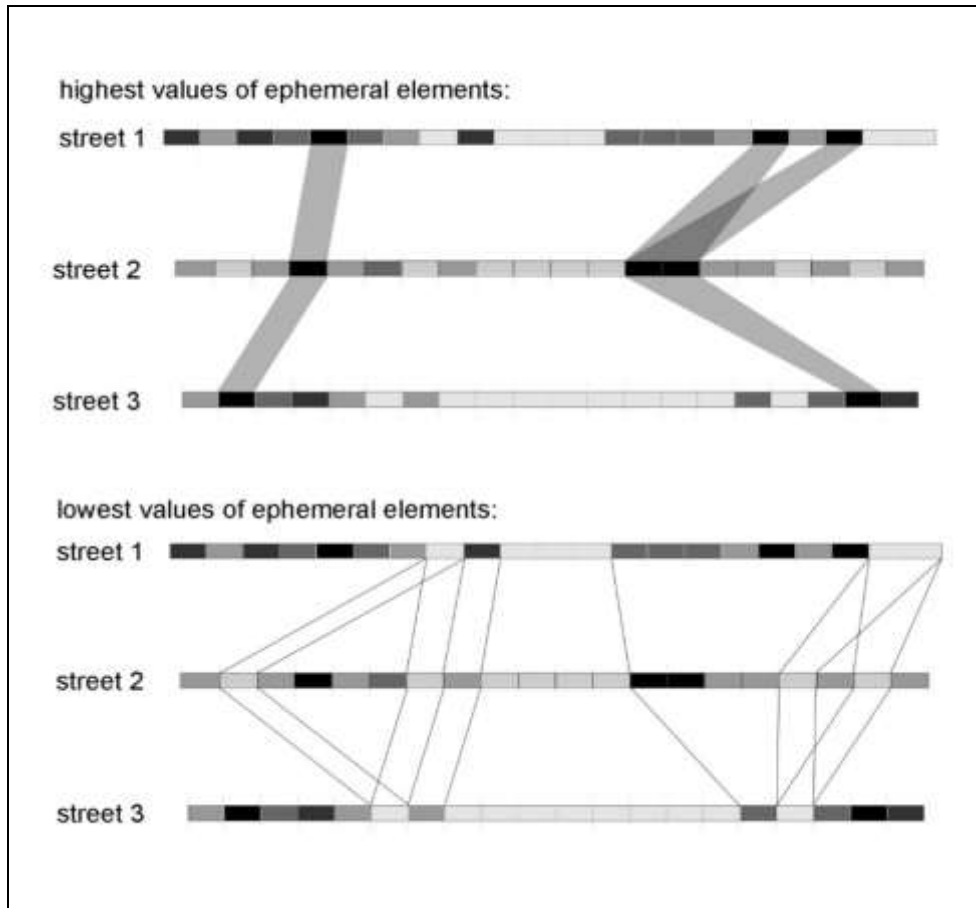 highest values of ephemeral elements:
street 1
street 2
street 3
lowest values of ephemeral elements:
street 1
street 2
street 3